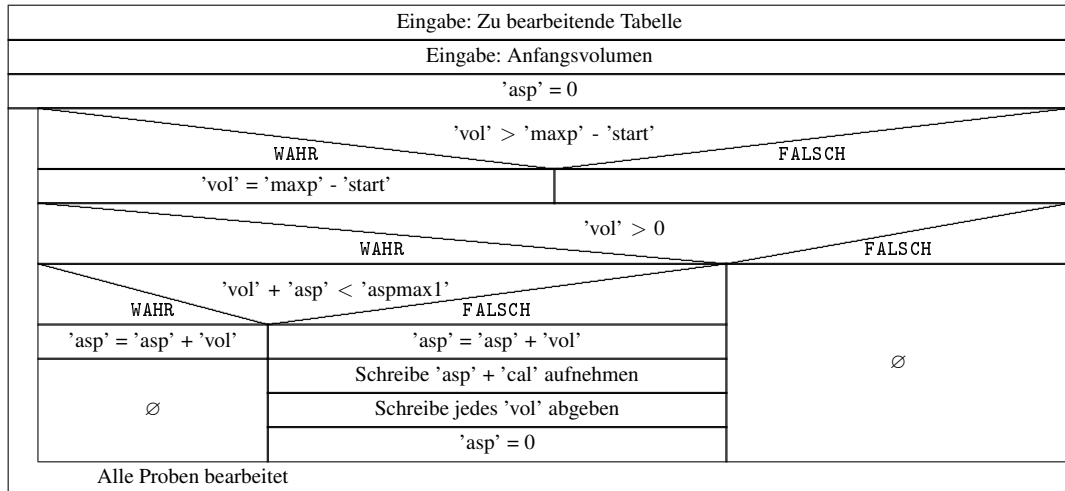 Eingabe: Zu bearbeitende Tabelle
Eingabe: Anfangsvolumen
'asp' = 0
'vol' > 'maxp' - 'start'
WAHR FALSCH
'vol' = 'maxp' - 'start'
'vol' > 0
WAHR FALSCH
'vol' + 'asp' < 'aspmax1'
WAHR FALSCH
'asp' = 'asp' + 'vol' 'asp' = 'asp' + 'vol'
∅
Schreibe 'asp' + 'cal' aufnehmen
∅ Schreibe jedes 'vol' abgeben
'asp' = 0
Alle Proben bearbeitet